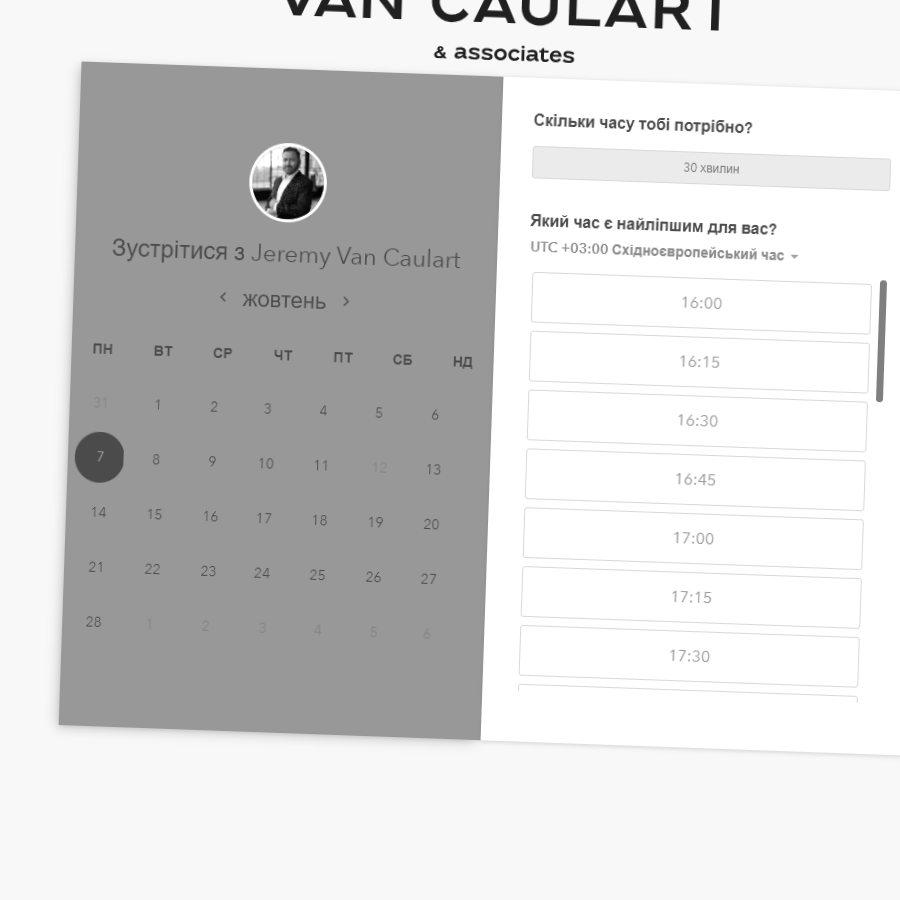 VAN CAULART
& associates
Зустрітися з Jeremy Van Caulart
жовтень
ПН ВТ СР ЧТ ПТ СБ НД
31 1 2 3 4 5 6
7 8 9 10 11 12 13
14 15 16 17 18 19 20
21 22 23 24 25 26 27
28 1 2 3 4 5 6
Скільки часу тобі потрібно?
30 хвилин
Який час є найліпшим для вас?
UTC +03:00 Східноєвропейський час
16:00
16:15
16:30
16:45
17:00
17:15
17:30